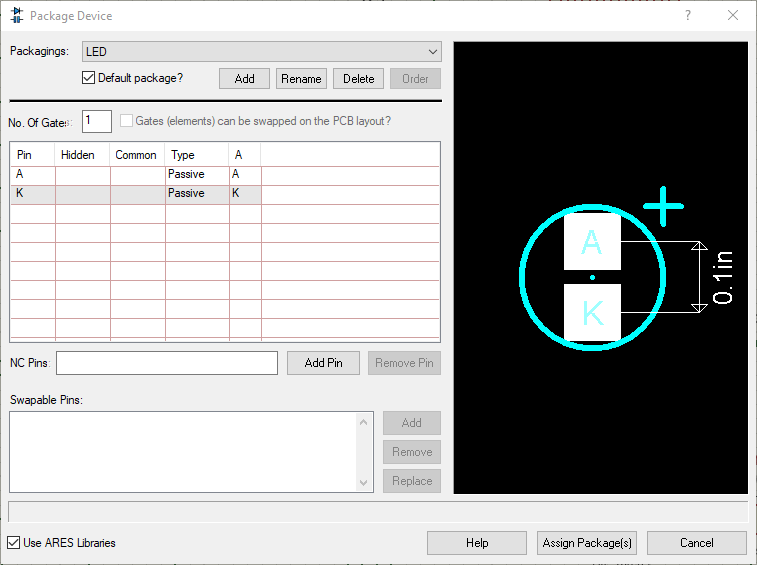 Package Device
Packagings: LED
Default package? Add Rename Delete Order
No. Of Gates: 1 Gates (elements) can be swapped on the PCB layout?
Pin Hidden Common Type A
A Passive A
K Passive K
NC Pins: Add Pin Remove Pin
Swapable Pins:
Add
Remove
Replace
A
K
0.1in
Use ARES Libraries Help Assign Package(s) Cancel